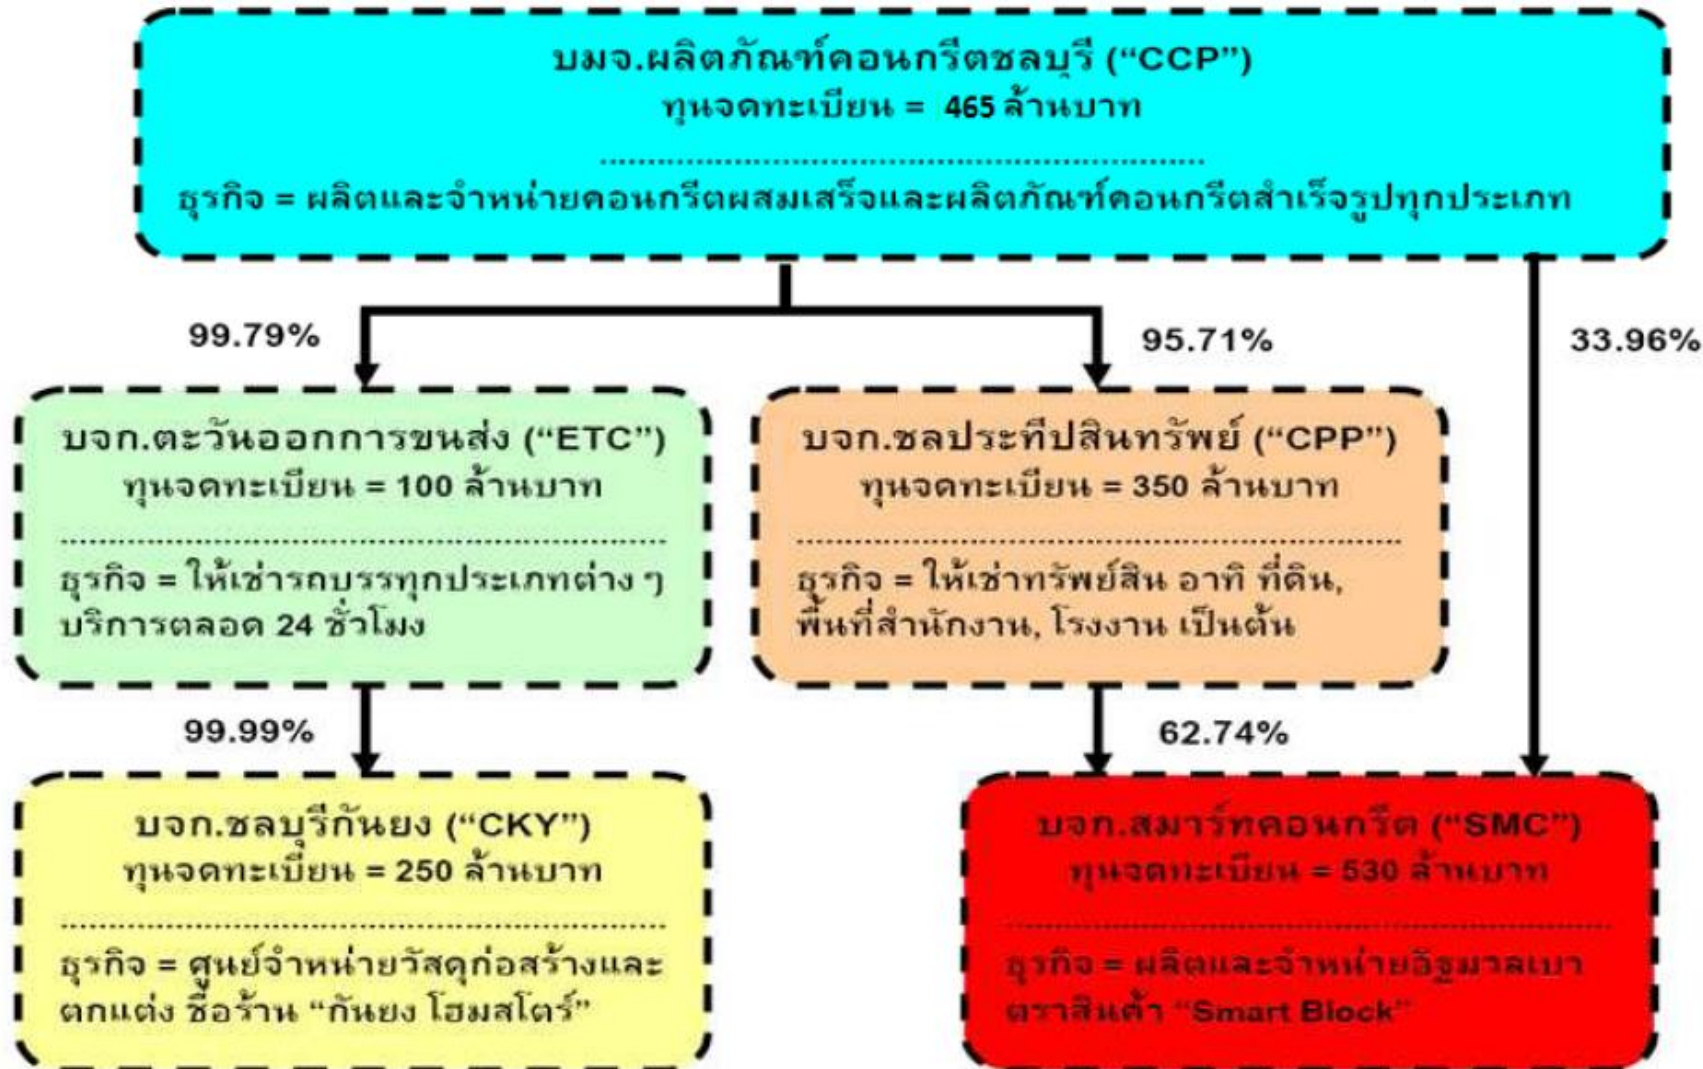 บมจ.ผลิตภัณฑ์คอนกรีตชลบุรี (“CCP”)
ทุนจดทะเบียน = 465 ล้านบาท
ธุรกิจ = ผลิตและจำหน่ายคอนกรีตผสมเสร็จและผลิตภัณฑ์คอนกรีตสำเร็จรูปทุกประเภท
99.79%
95.71%
33.96%
บจก.ตะวันออกการขนส่ง (“ETC”)
ทุนจดทะเบียน = 100 ล้านบาท
ธุรกิจ = ให้เช่ารถบรรทุกประเภทต่าง ๆ
บริการตลอด 24 ชั่วโมง
บจก.ชลประทีปสินทรัพย์ (“CPP”)
ทุนจดทะเบียน = 350 ล้านบาท
ธุรกิจ = ให้เช่าทรัพย์สิน อาทิ ที่ดิน,
พื้นที่สำนักงาน, โรงงาน เป็นต้น
99.99%
62.74%
บจก.ชลบุรีกันยง (“CKY”)
ทุนจดทะเบียน = 250 ล้านบาท
ธุรกิจ = ศูนย์จำหน่ายวัสดุก่อสร้างและ
ตกแต่ง ชื่อร้าน “กันยง โฮมสโตร์”
บจก.สมาร์ทคอนกรีต (“SMC”)
ทุนจดทะเบียน = 530 ล้านบาท
ธุรกิจ = ผลิตและจำหน่ายอิฐมวลเบา
ตราสินค้า “Smart Block”